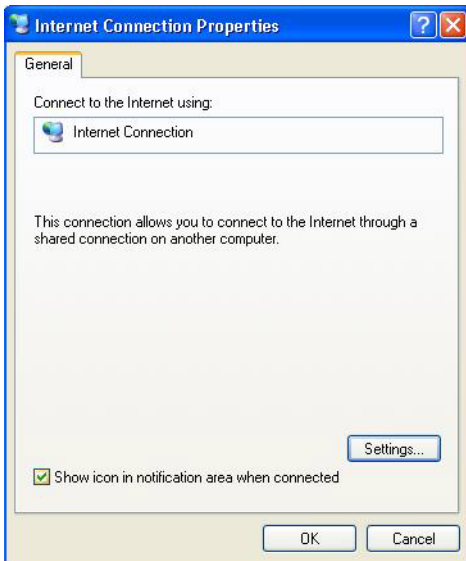 Internet Connection Properties
General
Connect to the Internet using:
Internet Connection
This connection allows you to connect to the Internet through a
shared connection on another computer.
Settings...
Show icon in notification area when connected
OK
Cancel